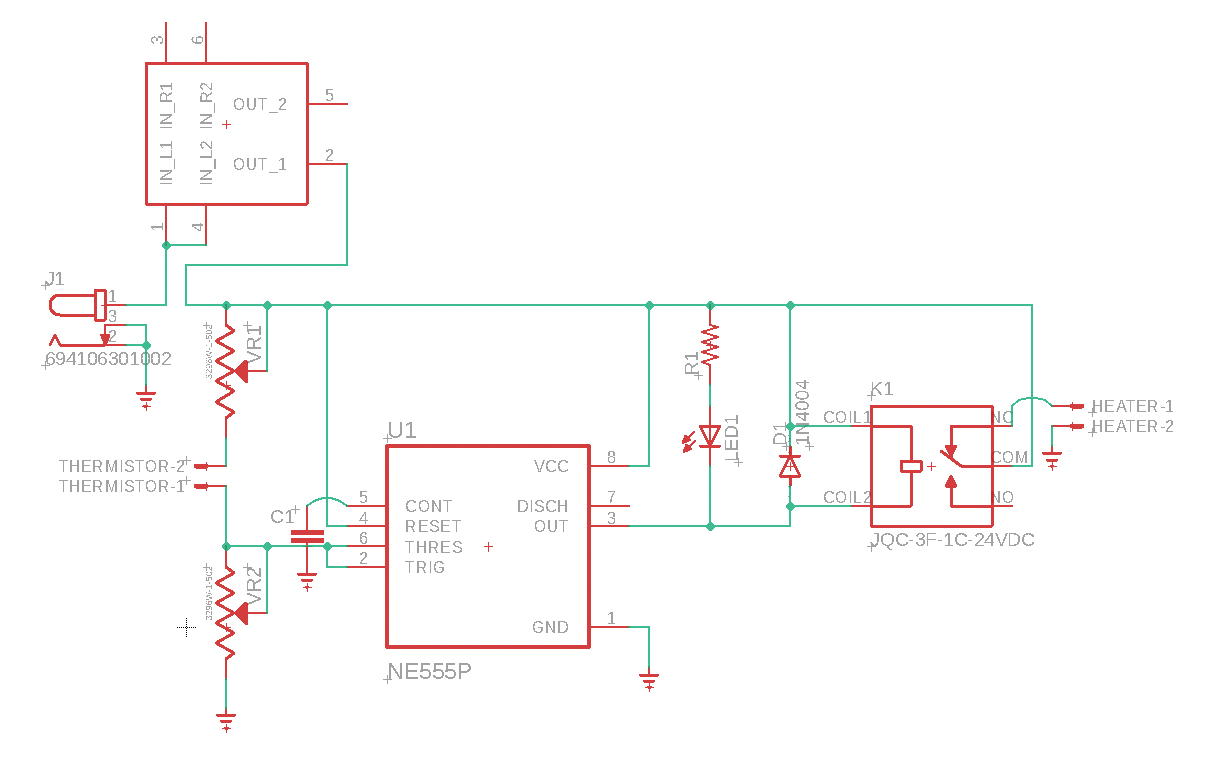 3
6
IN_R1
IN_R2
IN_L1
IN_L2
OUT_2
5
OUT_1
2
1
4
J1
1
3
2
694106301002
3296W-1-502
VR1
THERMISTOR-2
THERMISTOR-1
3296W-1-502
VR2
C1
U1
5
CONT
4
RESET
6
THRES
2
TRIG
VCC
8
DISCH
7
OUT
3
GND
1
NE555P
R1
LED1
D1
1N4004
K1
COIL1
COIL2
NC
COM
NO
JQC-3F-1C-24VDC
HEATER-1
HEATER-2